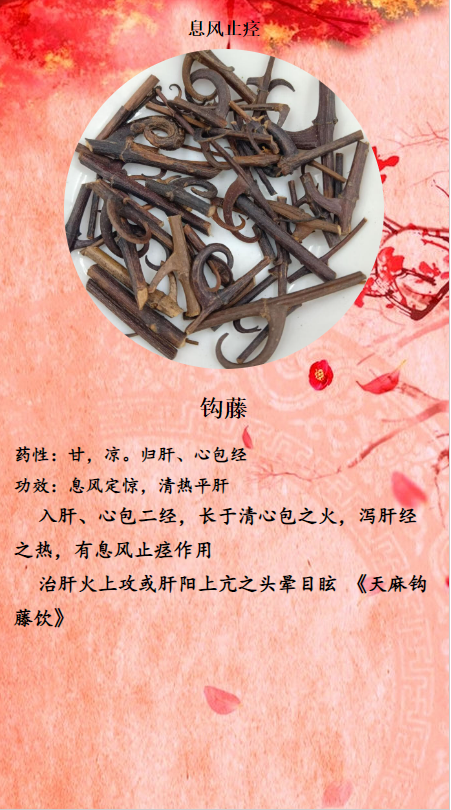 息风止痉
钩藤
药性：甘，凉。归肝、心包经
功效：息风定惊，清热平肝
入肝、心包二经，长于清心包之火，泻肝经
之热，有息风止痉作用
治肝火上攻或肝阳上亢之头晕目眩 《天麻钩
藤饮》